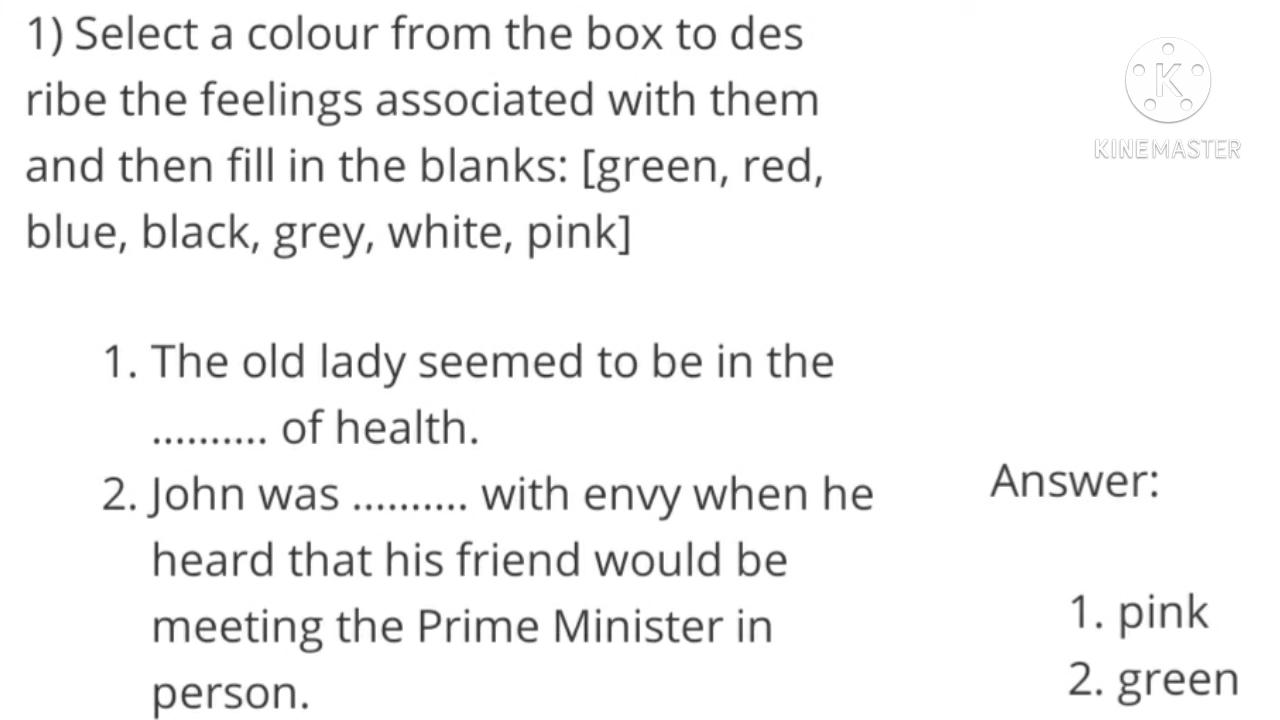 1) Select a colour from the box to des
ribe the feelings associated with them
and then fill in the blanks: [green, red,
blue, black, grey, white, pink]
K
KINEMASTER
1. The old lady seemed to be in the
.......... of health.
2. John was .......... with envy when he
heard that his friend would be
meeting the Prime Minister in
person.
Answer:
1. pink
2. green